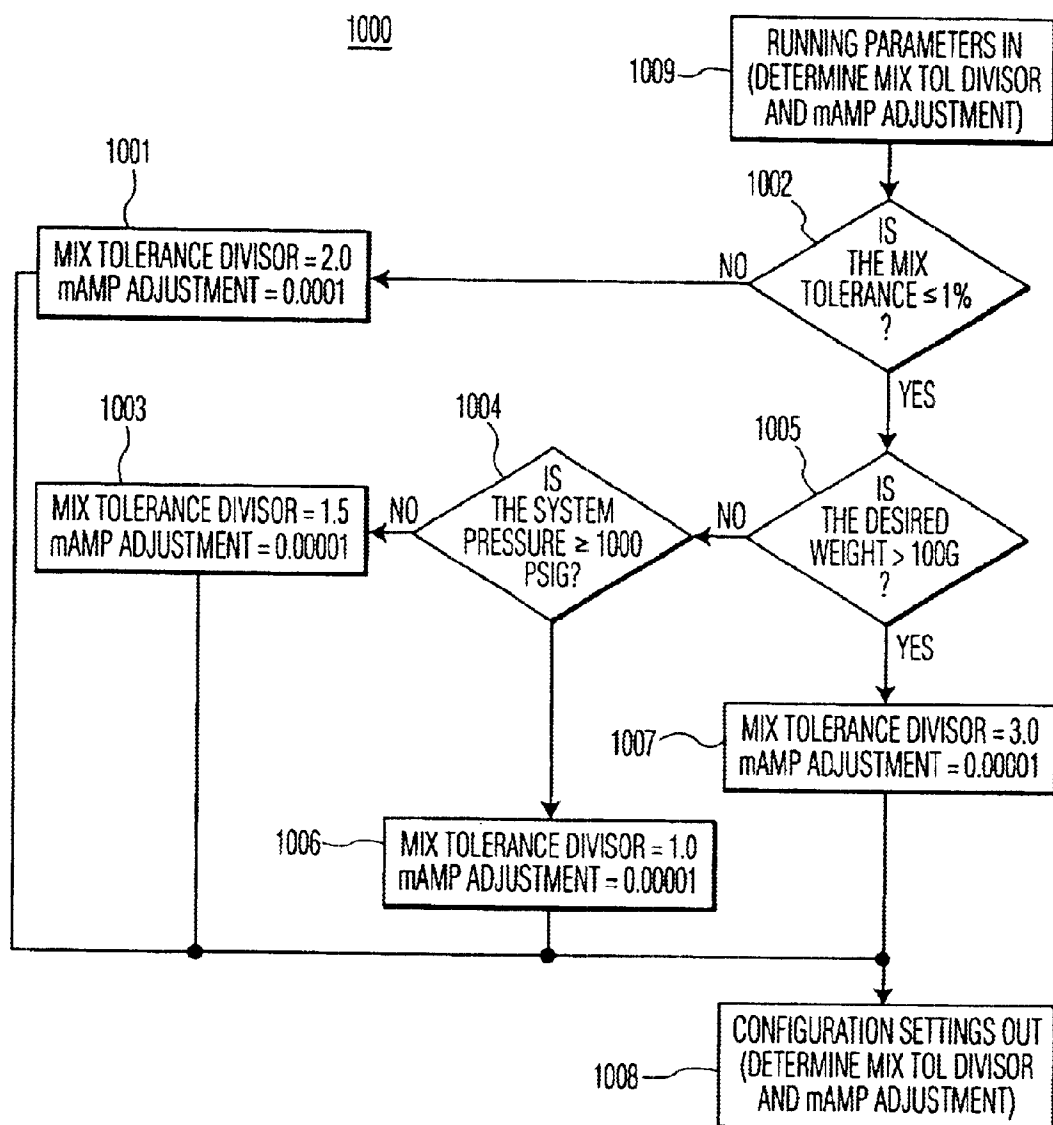 1000
RUNNING PARAMETERS IN
(DETERMINE MIX TOL DIVISOR
AND mAMP ADJUSTMENT)
1009
1001
MIX TOLERANCE DIVISOR = 2.0
mAMP ADJUSTMENT = 0.0001
1002
NO
IS
THE MIX
TOLERANCE ≤ 1%
?
YES
1003
MIX TOLERANCE DIVISOR = 1.5
mAMP ADJUSTMENT = 0.00001
NO
1004
IS
THE SYSTEM
PRESSURE ≥ 1000
PSIG?
NO
1005
IS
THE DESIRED
WEIGHT > 100G
?
YES
1007
MIX TOLERANCE DIVISOR = 3.0
mAMP ADJUSTMENT = 0.00001
1006
MIX TOLERANCE DIVISOR = 1.0
mAMP ADJUSTMENT = 0.00001
1008
CONFIGURATION SETTINGS OUT
(DETERMINE MIX TOL DIVISOR
AND mAMP ADJUSTMENT)